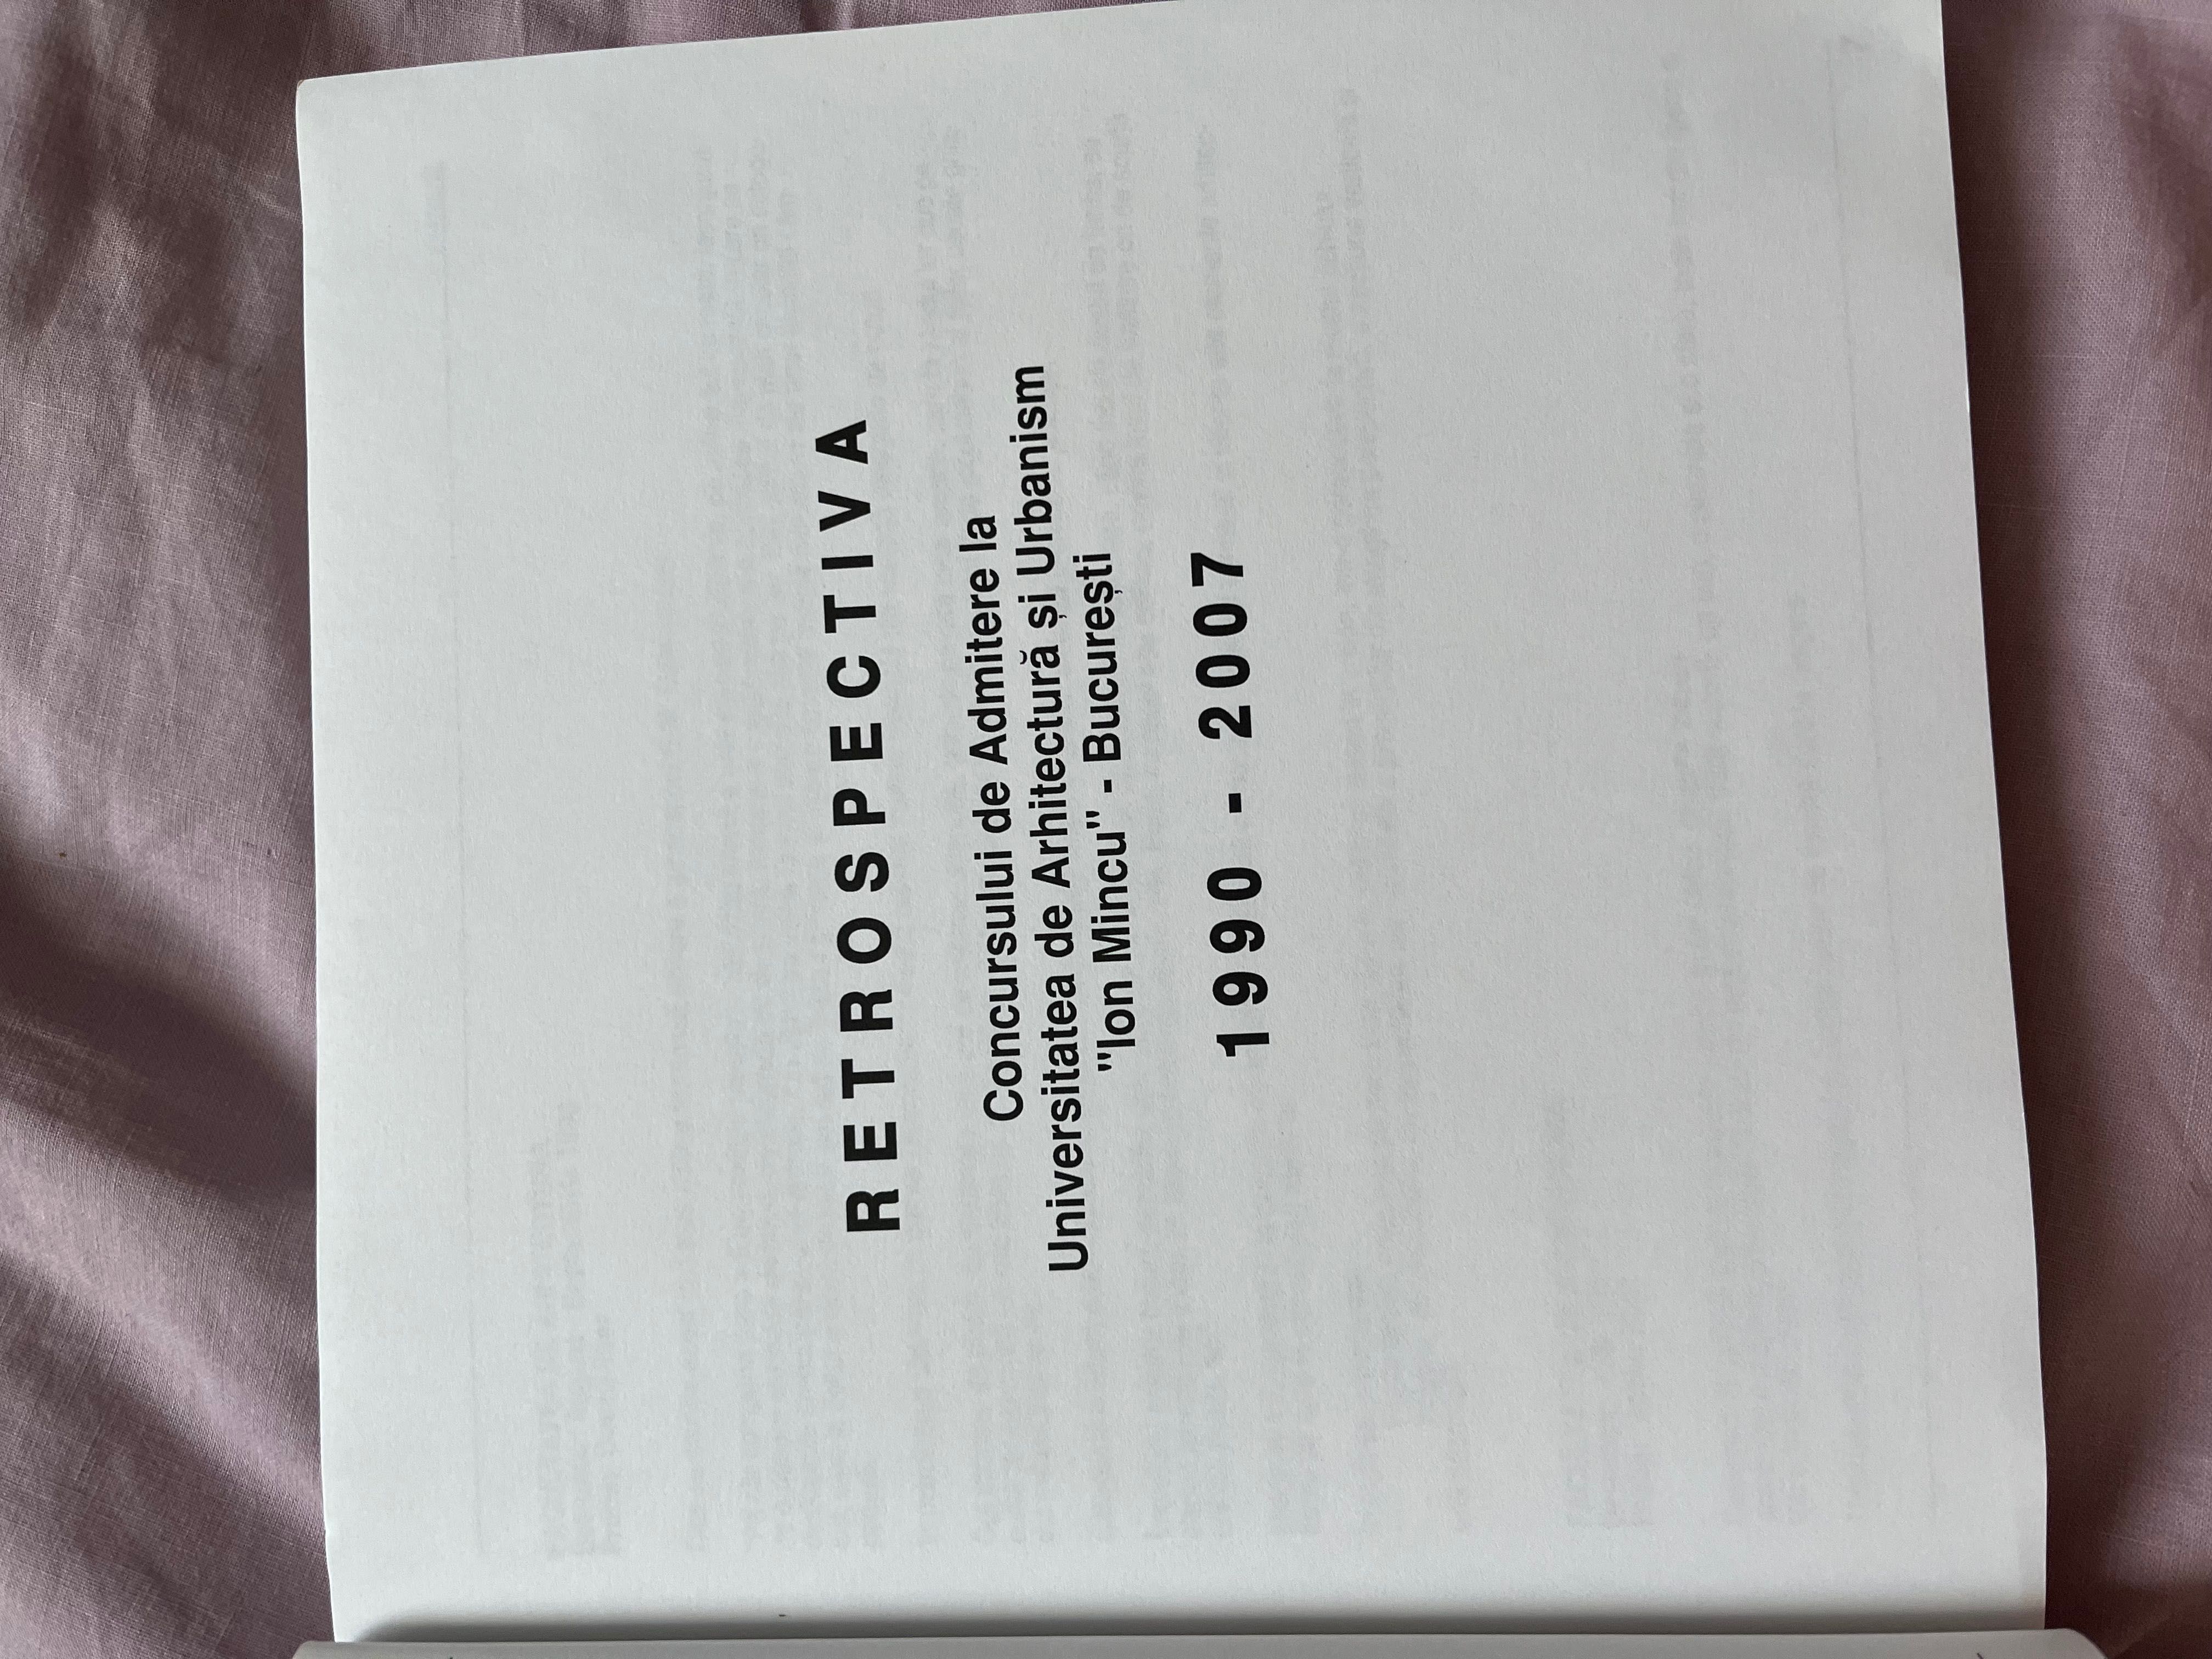 RETROSPECTIVA
Concursului de Admitere la
Universitatea de Arhitectură și Urbanism
"Ion Mincu" - București
1990 - 2007